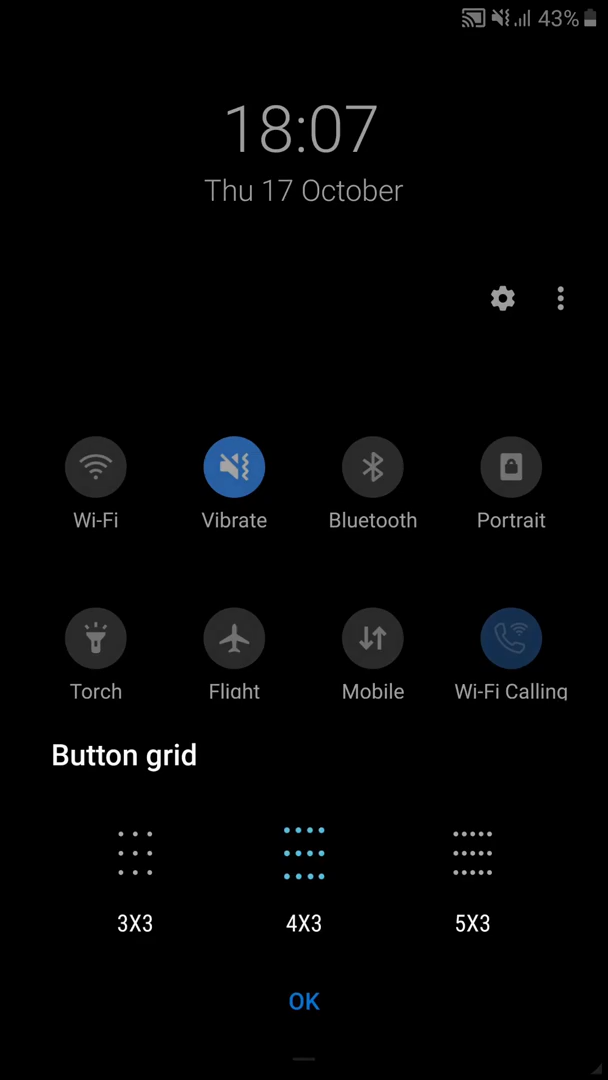 43%
18:07
Thu 17 October
Wi-Fi Vibrate Bluetooth Portrait
Torch Flight Mobile Wi-Fi Calling
Button grid
3X3 4X3 5X3
OK